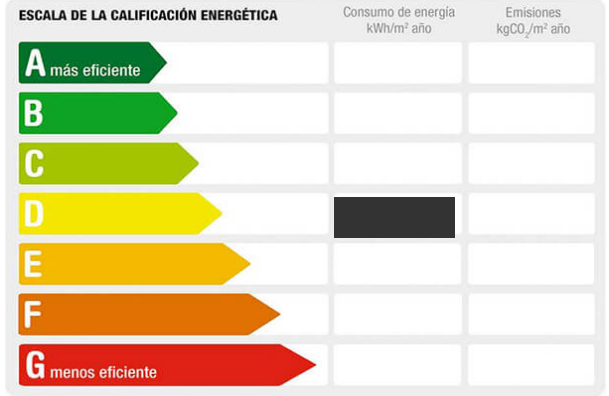 ESCALA DE LA CALIFICACIÓN ENERGÉTICA
Consumo de energía
kWh/m² año
Emisiones
kgCO₂/m² año
A más eficiente
B
C
D
E
F
G menos eficiente